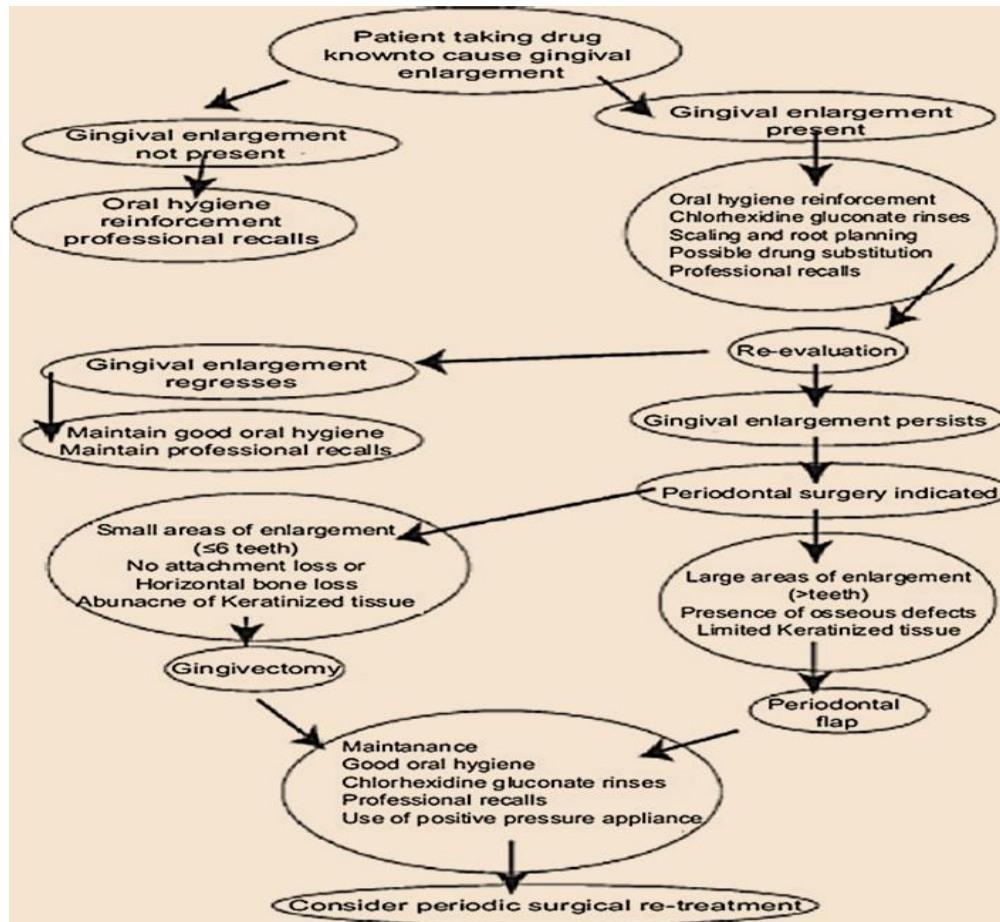 Patient taking drug
knownto cause gingival
enlargement
Gingival enlargement
not present
Gingival enlargement
present
Oral hygiene
reinforcement
professional recalls
Oral hygiene reinforcement
Chlorhexidine gluconate rinses
Scaling and root planning
Possible drung substitution
Professional recalls
Re-evaluation
Gingival enlargement
regresses
Gingival enlargement persists
Maintain good oral hygiene
Maintain professional recalls
Periodontal surgery indicated
Small areas of enlargement
(≤6 teeth)
No attachment loss or
Horizontal bone loss
Abunacne of Keratinized tissue
Large areas of enlargement
(>teeth)
Presence of osseous defects
Limited Keratinized tissue
Gingivectomy
Periodontal
flap
Maintanance
Good oral hygiene
Chlorhexidine gluconate rinses
Professional recalls
Use of positive pressure appliance
Consider periodic surgical re-treatment